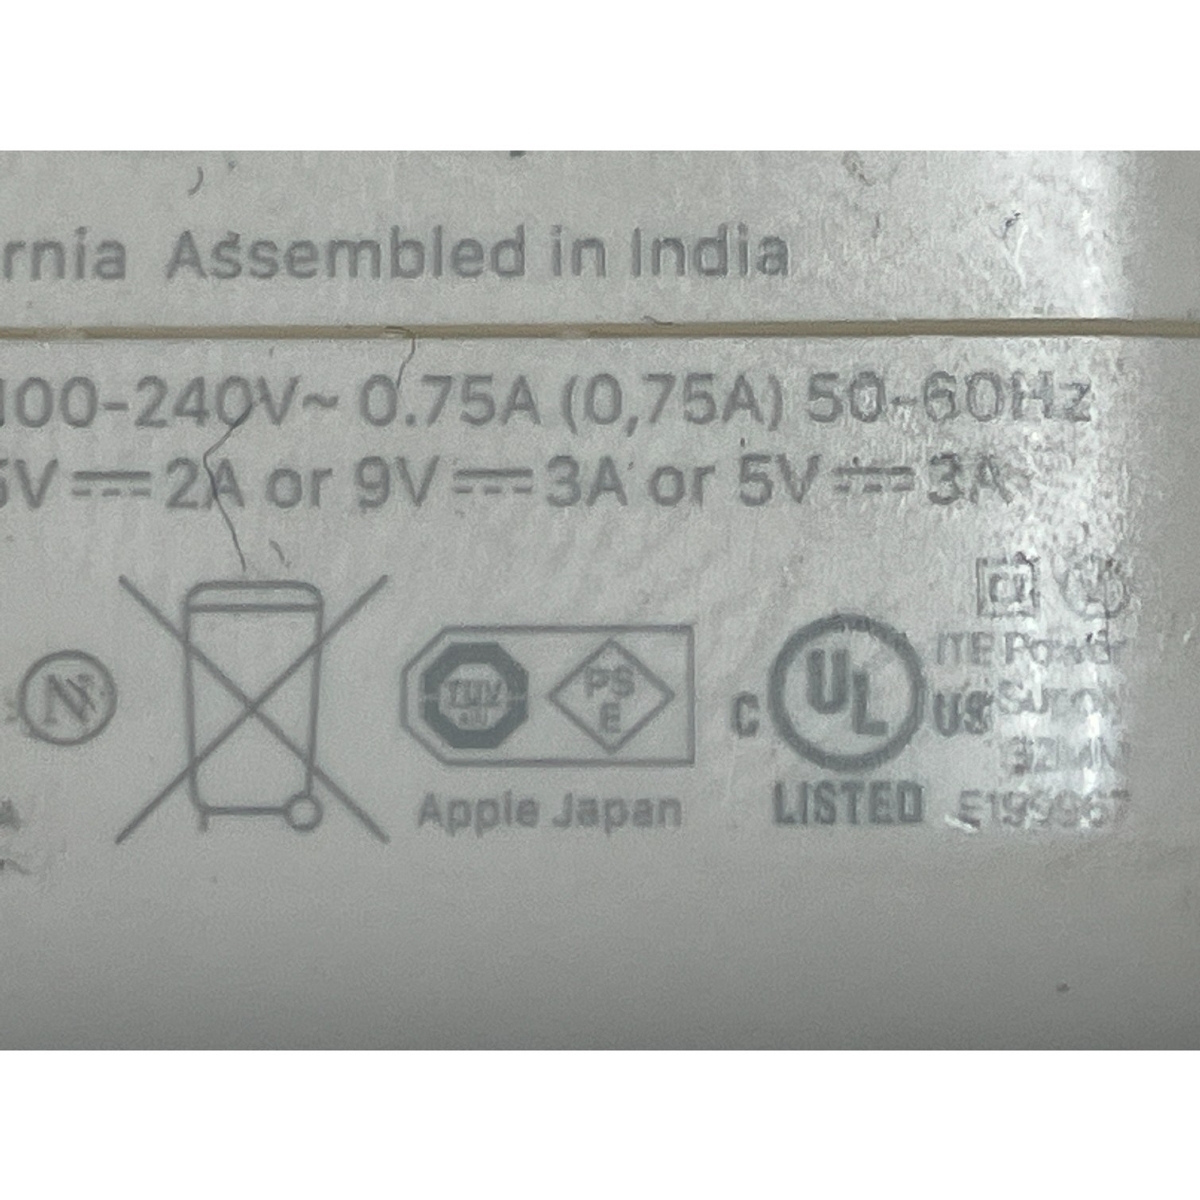 rnia Assembled in India
100-240V~ 0.75A (0,75A) 50-60Hz
5V⎓2A or 9V⎓3A or 5V⎓3A
N
TÜV
PS
E
Apple Japan
C UL US
LISTED
ITE Power
E199967